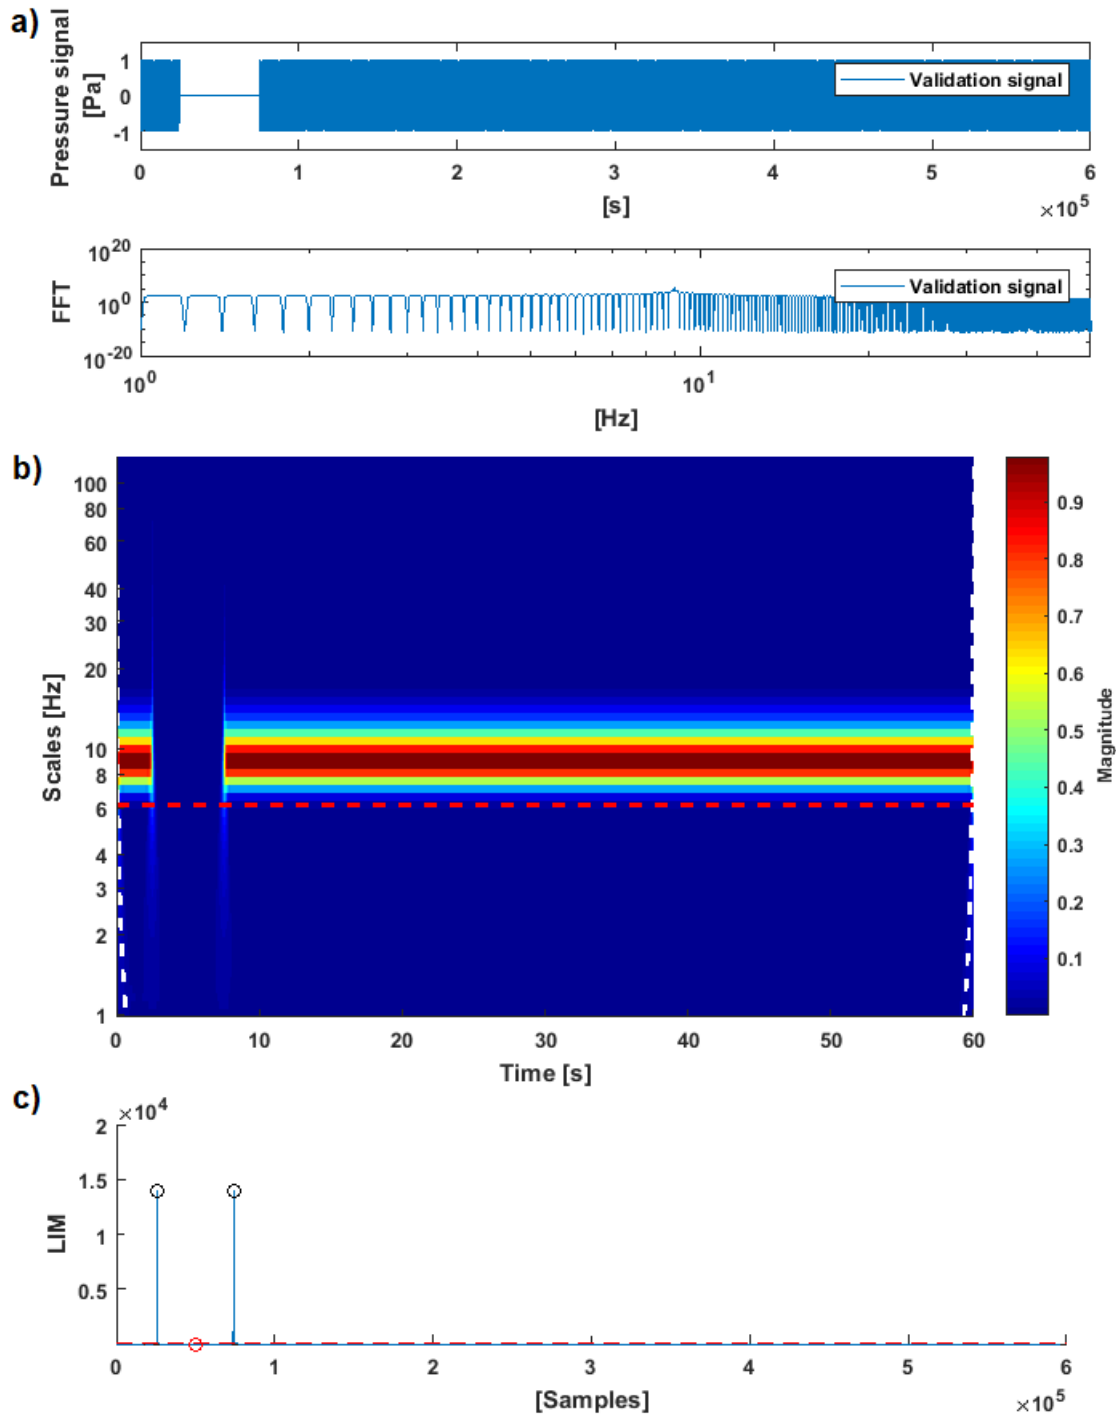 a)
Pressure signal
[Pa]
1
0
-1
Validation signal
0 1 2 3 4 5 6
[s]
×10^5
FFT
10^20
10^0
10^-20
Validation signal
10^0 10^1
[Hz]
b)
Scales [Hz]
100
80
60
40
30
20
10
8
6
4
3
2
1
0 10 20 30 40 50 60
Time [s]
0.9
0.8
0.7
0.6
0.5
0.4
0.3
0.2
0.1
Magnitude
c)
×10^4
LIM
2
1.5
1
0.5
0 1 2 3 4 5 6
[Samples]
×10^5